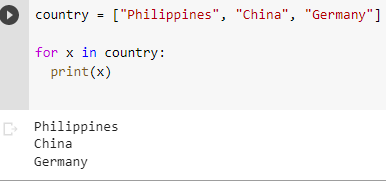 country = ["Philippines", "China", "Germany"]
for x in country:
  print(x)
Philippines
China
Germany